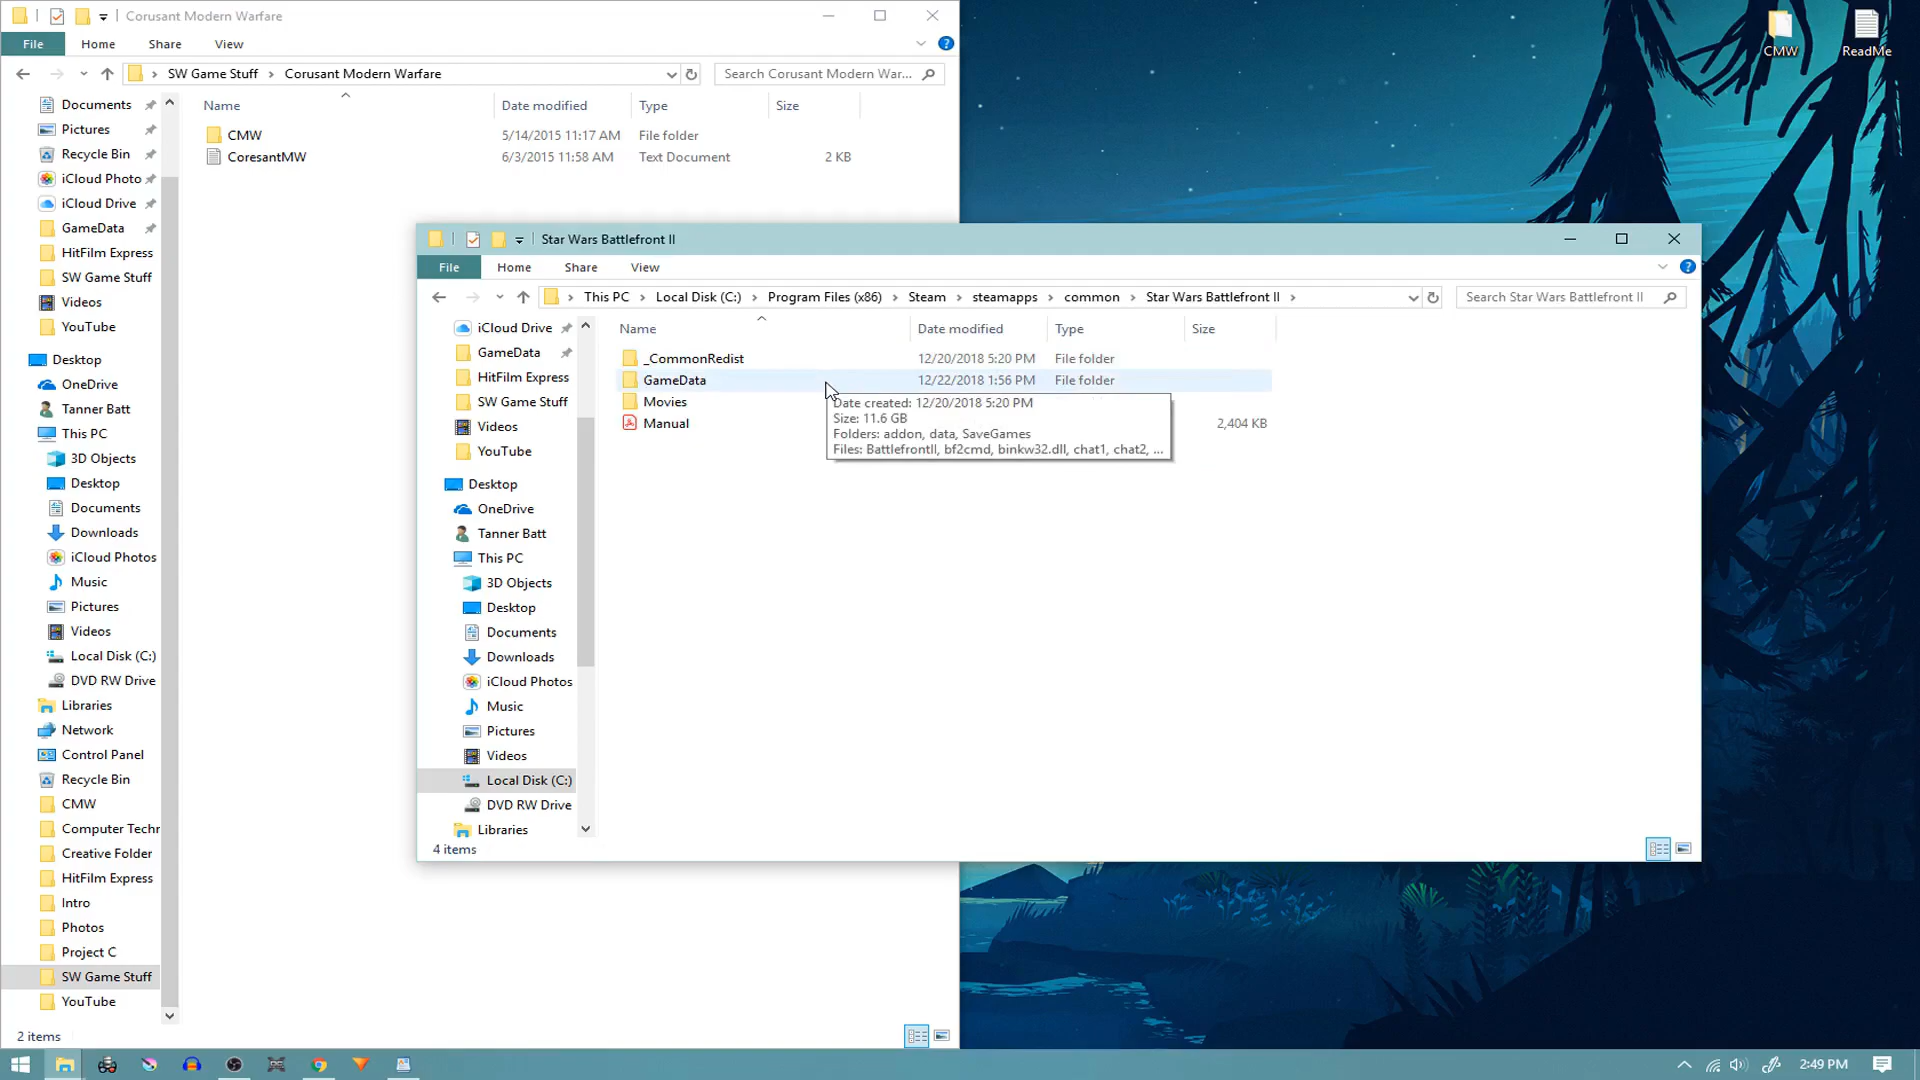 Corusant Modern Warfare
File Home Share View
SW Game Stuff Corusant Modern Warfare
Search Corusant Modern War...
Name Date modified Type Size
CMW 5/14/2015 11:17 AM File folder
CoresantMW 6/3/2015 11:58 AM Text Document 2 KB
Documents
Pictures
Recycle Bin
iCloud Photo
iCloud Drive
GameData
HitFilm Express
SW Game Stuff
Videos
YouTube
Desktop
OneDrive
Tanner Batt
This PC
3D Objects
Desktop
Documents
Downloads
iCloud Photos
Music
Pictures
Videos
Local Disk (C:)
DVD RW Drive
Libraries
Network
Control Panel
Recycle Bin
CMW
Computer Techr
Creative Folder
HitFilm Express
Intro
Photos
Project C
SW Game Stuff
YouTube
2 items
Star Wars Battlefront II
File Home Share View
This PC Local Disk (C:) Program Files (x86) Steam steamapps common Star Wars Battlefront II
Search Star Wars Battlefront II
Name Date modified Type Size
_CommonRedist 12/20/2018 5:20 PM File folder
GameData 12/22/2018 1:56 PM File folder
Movies
Manual 2,404 KB
Date created: 12/20/2018 5:20 PM
Size: 11.6 GB
Folders: addon, data, SaveGames
Files: BattlefrontII, bf2cmd, binkw32.dll, chat1, chat2, ...
iCloud Drive
GameData
HitFilm Express
SW Game Stuff
Videos
YouTube
Desktop
OneDrive
Tanner Batt
This PC
3D Objects
Desktop
Documents
Downloads
iCloud Photos
Music
Pictures
Videos
Local Disk (C:)
DVD RW Drive
Libraries
4 items
CMW
ReadMe
2:49 PM